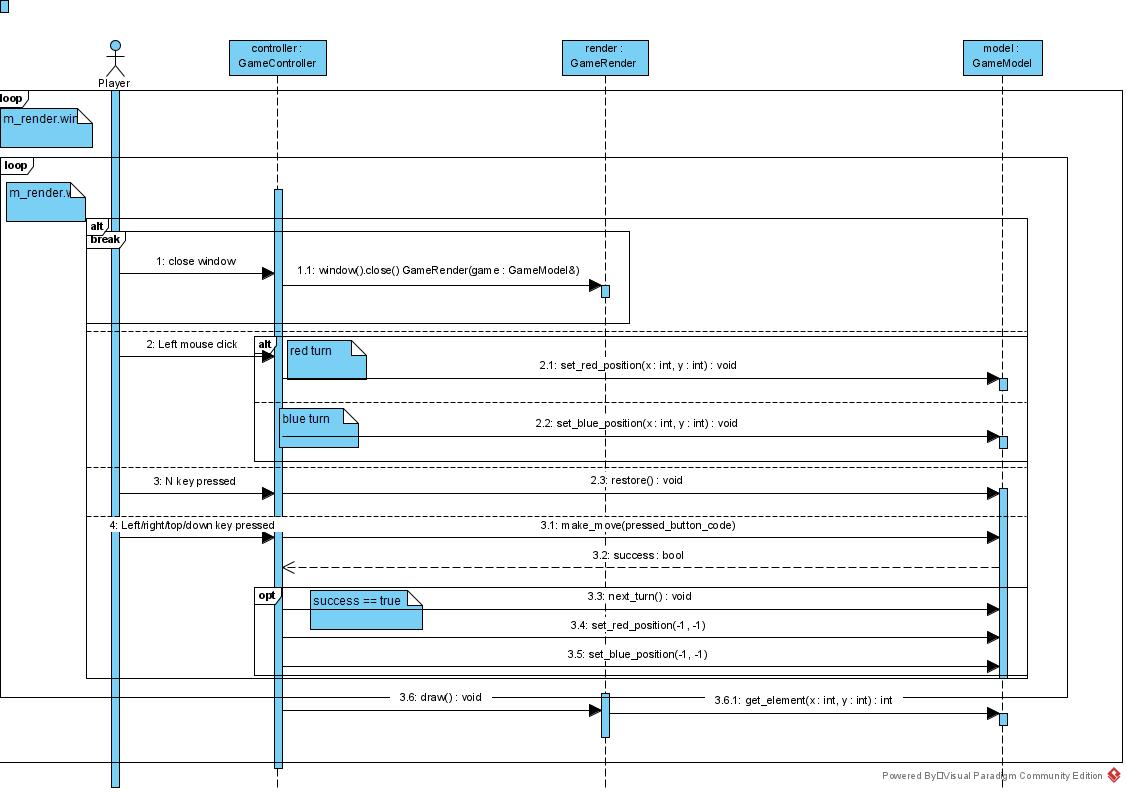 controller :
GameController
render :
GameRender
model :
GameModel
Player
loop
m_render.win
loop
m_render.w
alt
break
1: close window
1.1: window().close() GameRender(game : GameModel&)
2: Left mouse click
alt
red turn
2.1: set_red_position(x : int, y : int) : void
blue turn
2.2: set_blue_position(x : int, y : int) : void
3: N key pressed
2.3: restore() : void
4: Left/right/top/down key pressed
3.1: make_move(pressed_button_code)
3.2: success : bool
opt
success == true
3.3: next_turn() : void
3.4: set_red_position(-1, -1)
3.5: set_blue_position(-1, -1)
3.6: draw() : void
3.6.1: get_element(x : int, y : int) : int
Powered By Visual Paradigm Community Edition